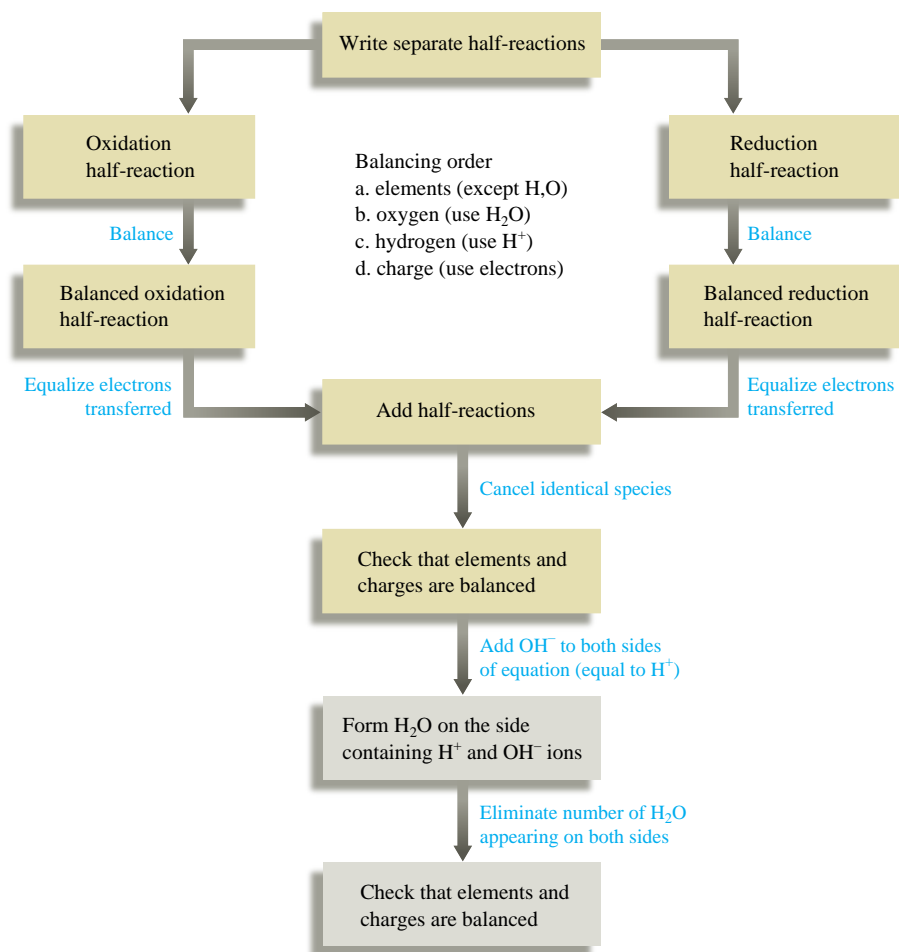 Write separate half-reactions
Oxidation
half-reaction
Reduction
half-reaction
Balancing order
a. elements (except H,O)
b. oxygen (use H₂O)
c. hydrogen (use H⁺)
d. charge (use electrons)
Balance
Balance
Balanced oxidation
half-reaction
Balanced reduction
half-reaction
Equalize electrons
transferred
Equalize electrons
transferred
Add half-reactions
Cancel identical species
Check that elements and
charges are balanced
Add OH⁻ to both sides
of equation (equal to H⁺)
Form H₂O on the side
containing H⁺ and OH⁻ ions
Eliminate number of H₂O
appearing on both sides
Check that elements and
charges are balanced